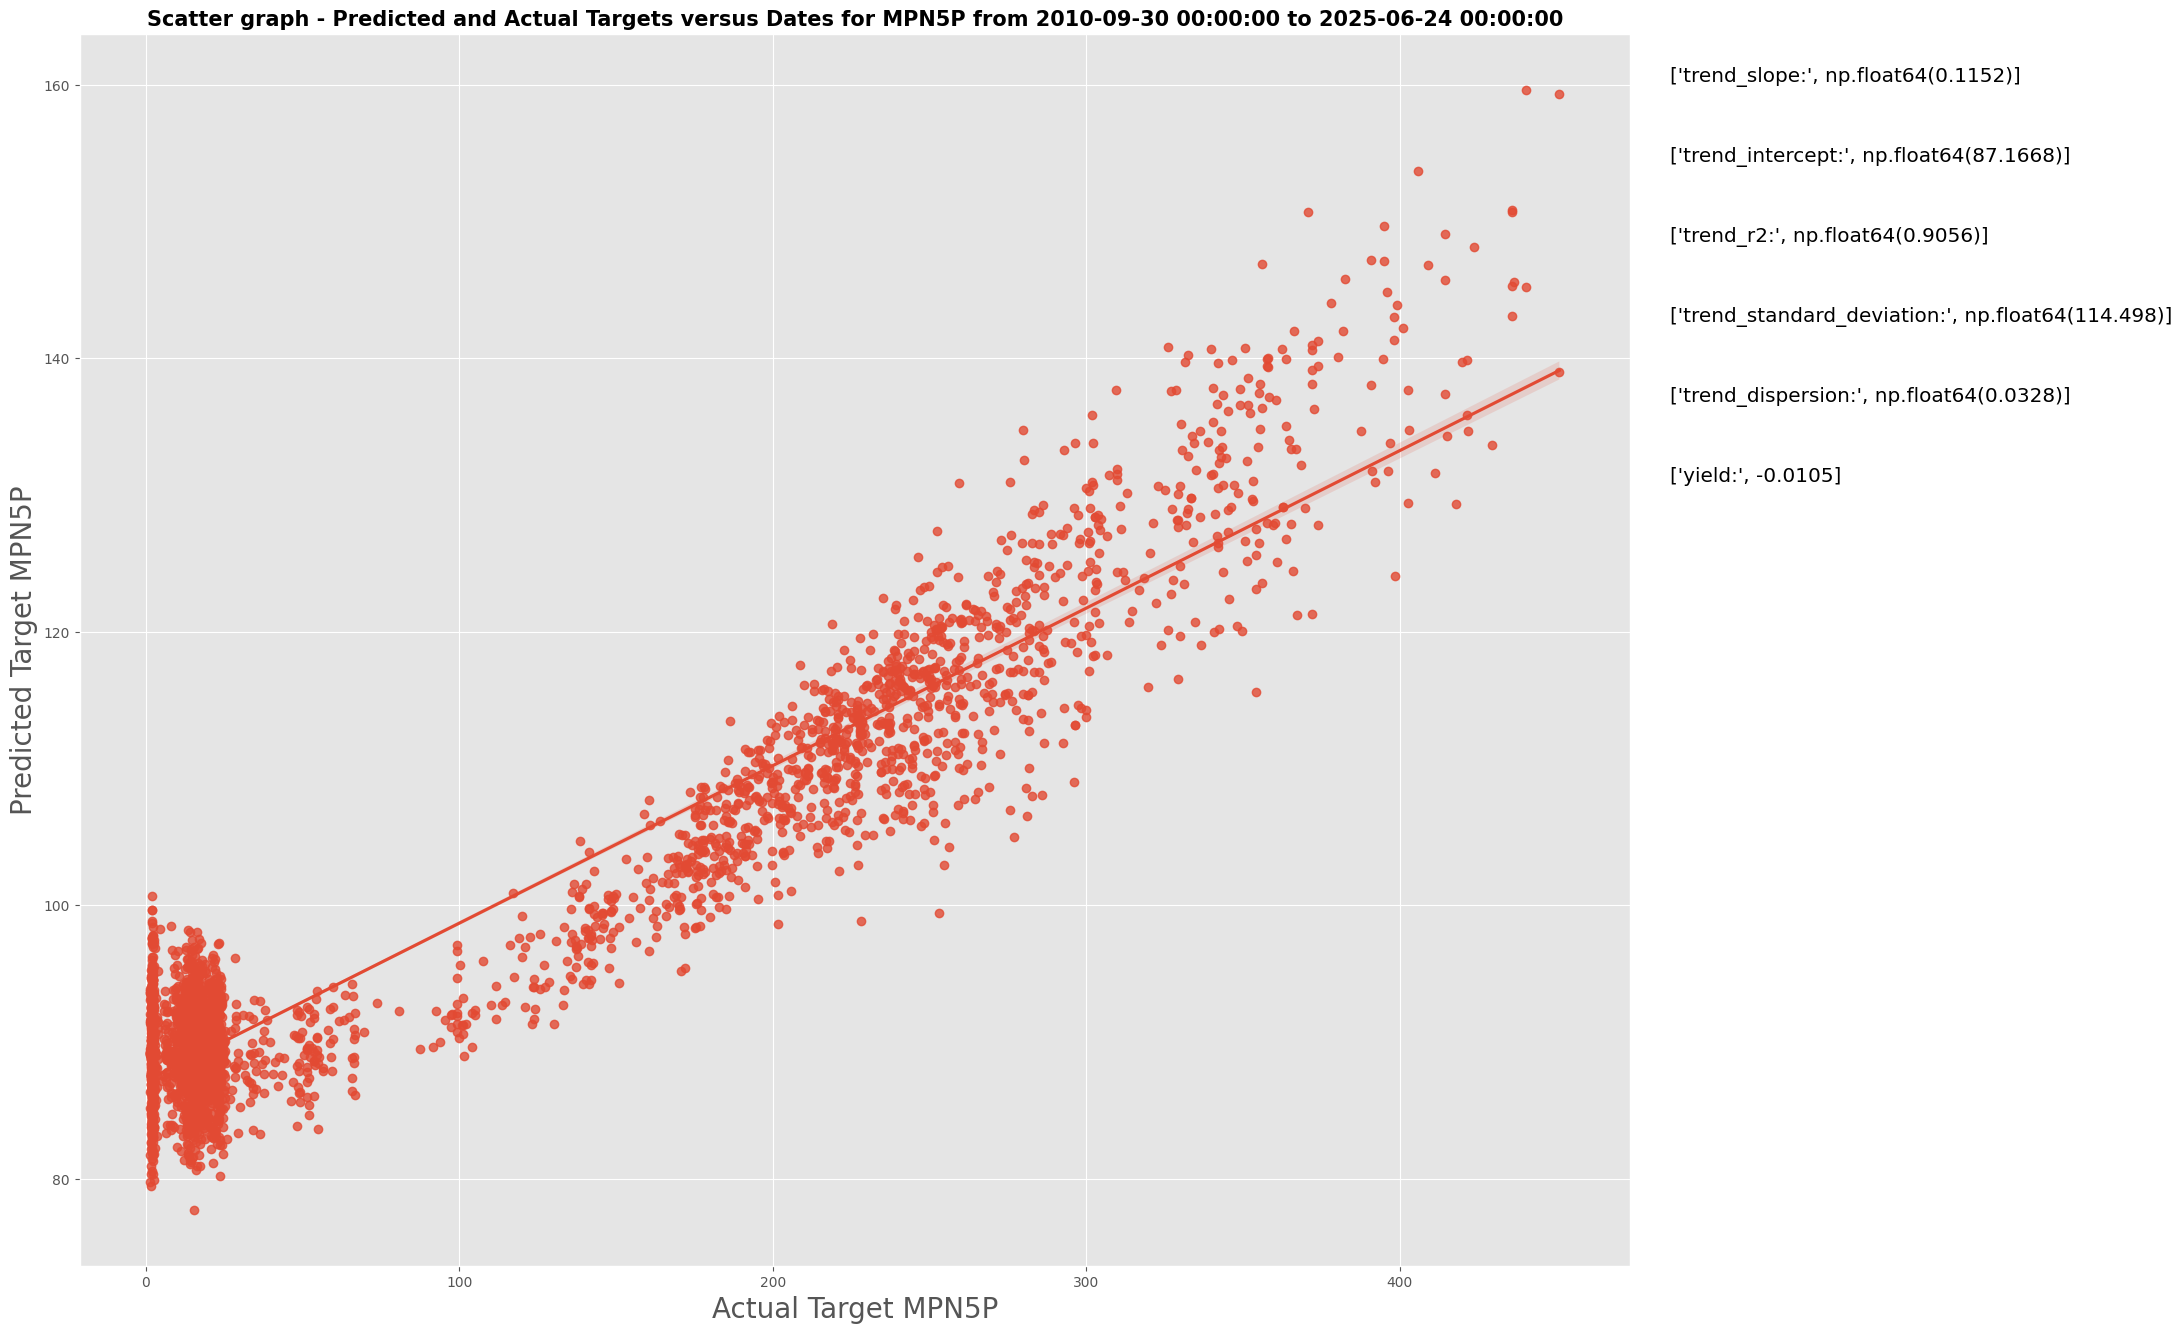 Scatter graph - Predicted and Actual Targets versus Dates for MPN5P from 2010-09-30 00:00:00 to 2025-06-24 00:00:00
['trend_slope:', np.float64(0.1152)]
['trend_intercept:', np.float64(87.1668)]
['trend_r2:', np.float64(0.9056)]
['trend_standard_deviation:', np.float64(114.498)]
['trend_dispersion:', np.float64(0.0328)]
['yield:', -0.0105]
Predicted Target MPN5P
160
140
120
100
80
0
100
200
300
400
Actual Target MPN5P